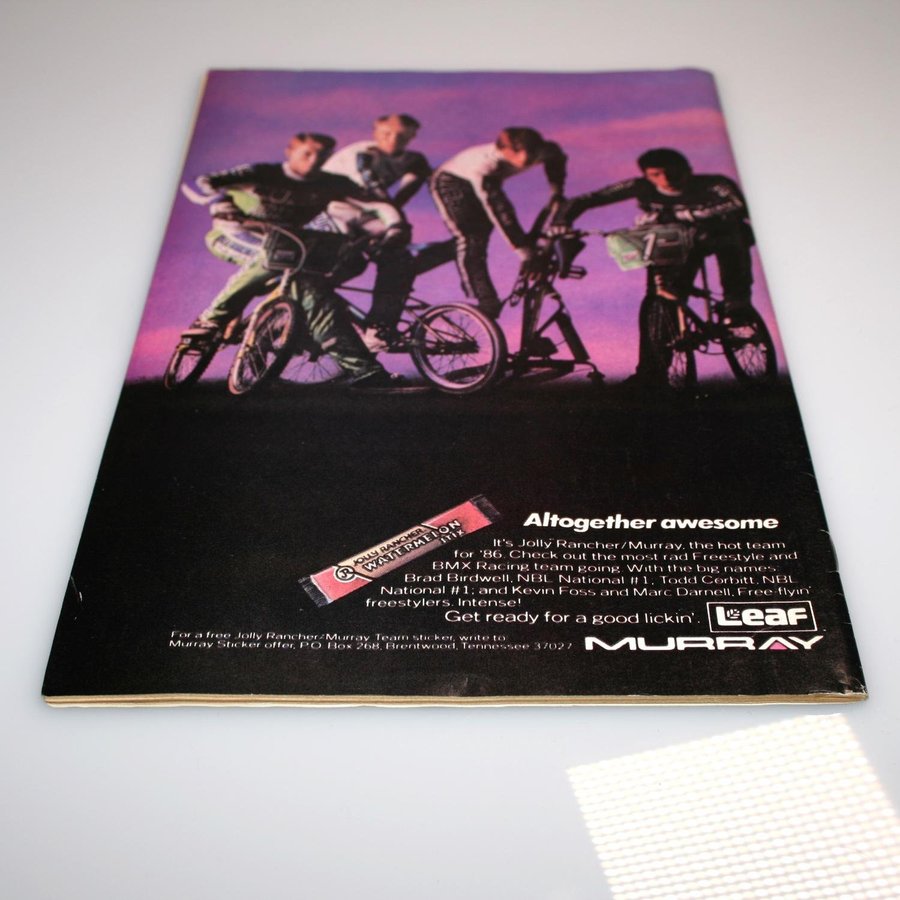 JOLLY RANCHER
WATERMELON
STIX
Altogether awesome
It's Jolly Rancher/Murray, the hot team
for '86. Check out the most rad Freestyle and
BMX Racing team going. With the big names:
Brad Birdwell, NBL National #1, Todd Corbitt, NBL
National #1; and Kevin Foss and Marc Darnell, Free-flyin'
freestylers. Intense!
Get ready for a good lickin'.
Leaf
For a free Jolly Rancher/Murray Team sticker, write to
Murray Sticker offer, P.O. Box 268, Brentwood, Tennessee 37027
MURRAY